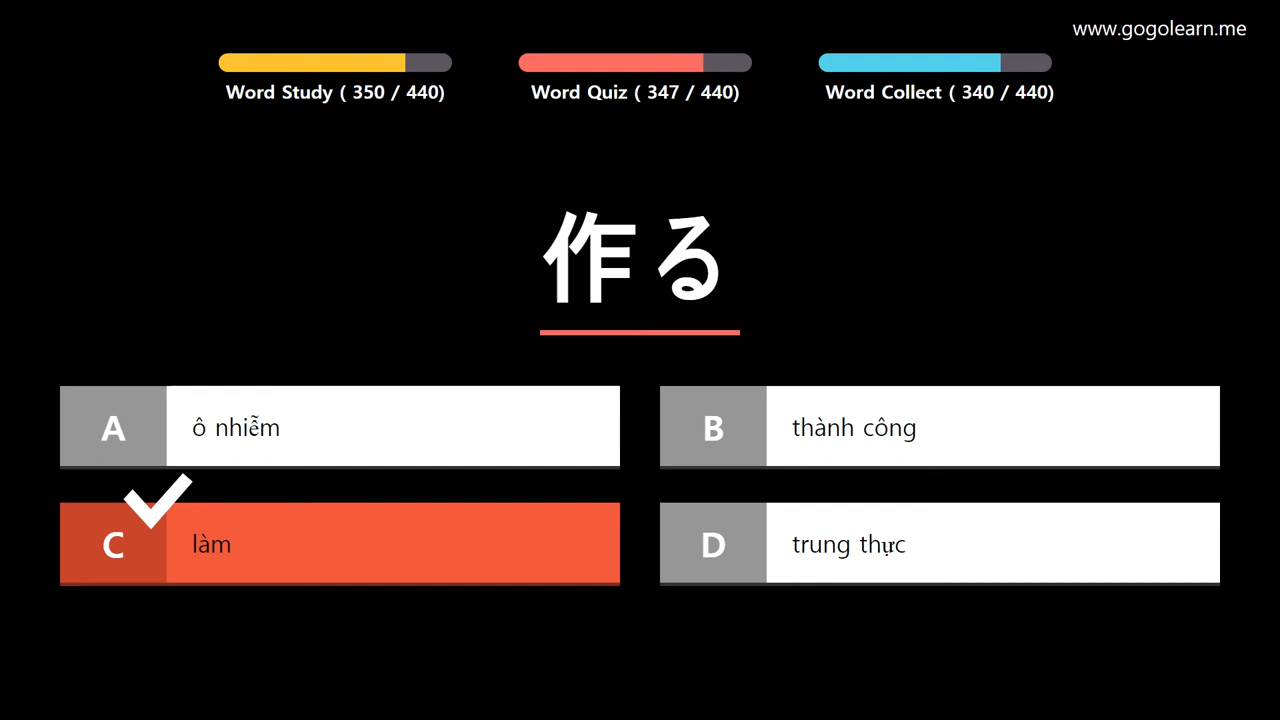 www.gogolearn.me
Word Study ( 350 / 440)
Word Quiz ( 347 / 440)
Word Collect ( 340 / 440)
作る
A ô nhiễm
B thành công
C làm
D trung thực